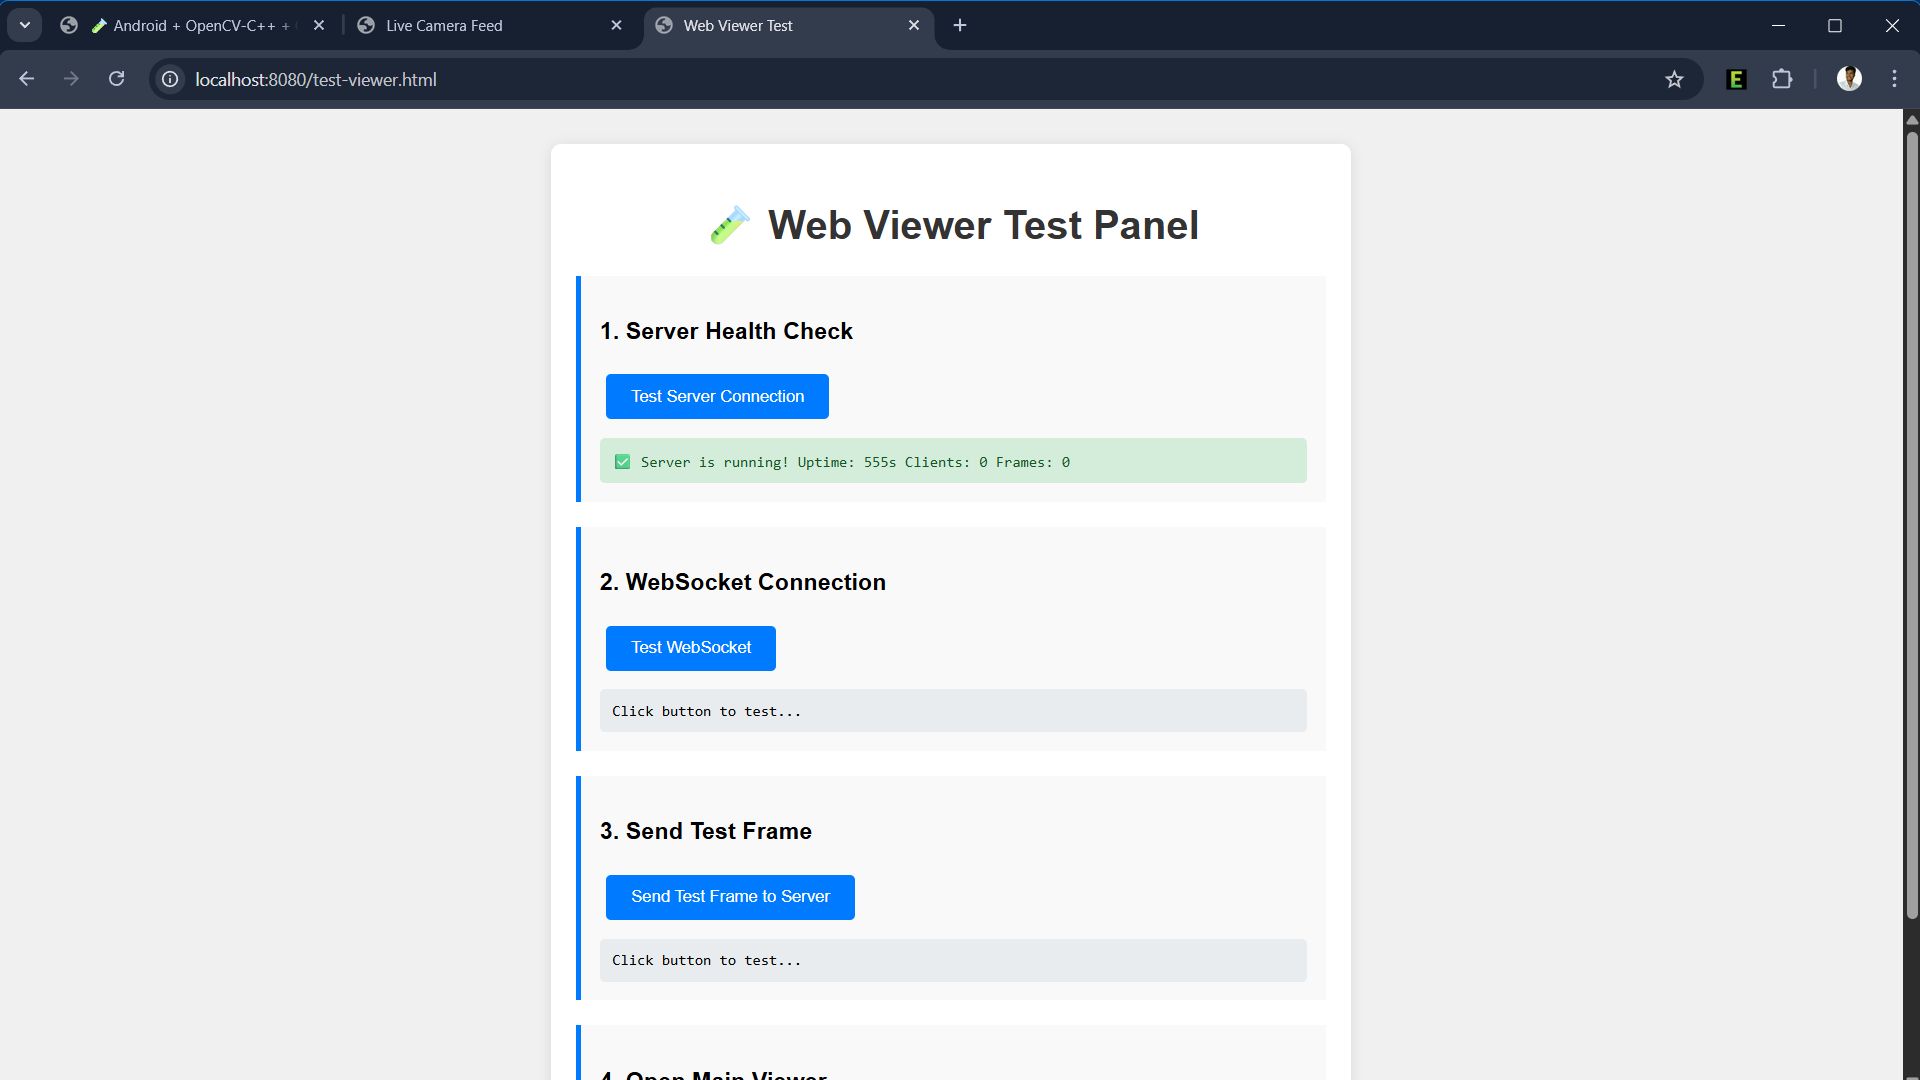 Android + OpenCV-C++ +
Live Camera Feed
Web Viewer Test
localhost:8080/test-viewer.html
E
Web Viewer Test Panel
1. Server Health Check
Test Server Connection
✅ Server is running! Uptime: 555s Clients: 0 Frames: 0
2. WebSocket Connection
Test WebSocket
Click button to test...
3. Send Test Frame
Send Test Frame to Server
Click button to test...
4. Open Main Viewer